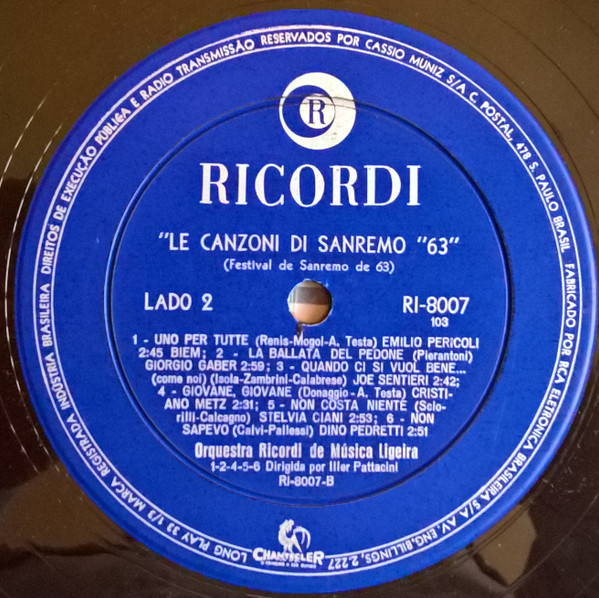 LONG PLAY 33 1/3 MARCA REGISTRADA INDÚSTRIA BRASILEIRA DIREITOS DE EXECUÇÃO PÚBLICA E RADIO TRANSMISSÃO RESERVADOS POR CASSIO MUNIZ S/A C. POSTAL, 478 S. PAULO BRASIL FABRICADO POR RCA ELETRÔNICA BRASILEIRA S/A AV. ENG. BILLINGS, 2.227
R
RICORDI
"LE CANZONI DI SANREMO "63"
(Festival de Sanremo de 63)
LADO 2 RI-8007
103
1 - UNO PER TUTTE (Renis-Mogol-A. Testa) EMILIO PERICOLI
2:45 BIEM; 2 - LA BALLATA DEL PEDONE (Pierantoni)
GIORGIO GABER 2:59; 3 - QUANDO CI SI VUOL BENE...
(come noi) (Isola-Zambrini-Calabrese) JOE SENTIERI 2:42;
4 - GIOVANE, GIOVANE (Donaggio-A. Testa) CRISTI-
ANO METZ 2:31; 5 - NON COSTA NIENTE (Scio-
rilli-Calcagno) STELVIA CIANI 2:53; 6 - NON
SAPEVO (Calvi-Pallessi) DINO PEDRETTI 2:51
Orquestra Ricordi de Música Ligeira
1-2-4-5-6 Dirigida por Iller Pattacini
RI-8007-B
CHANTECLER